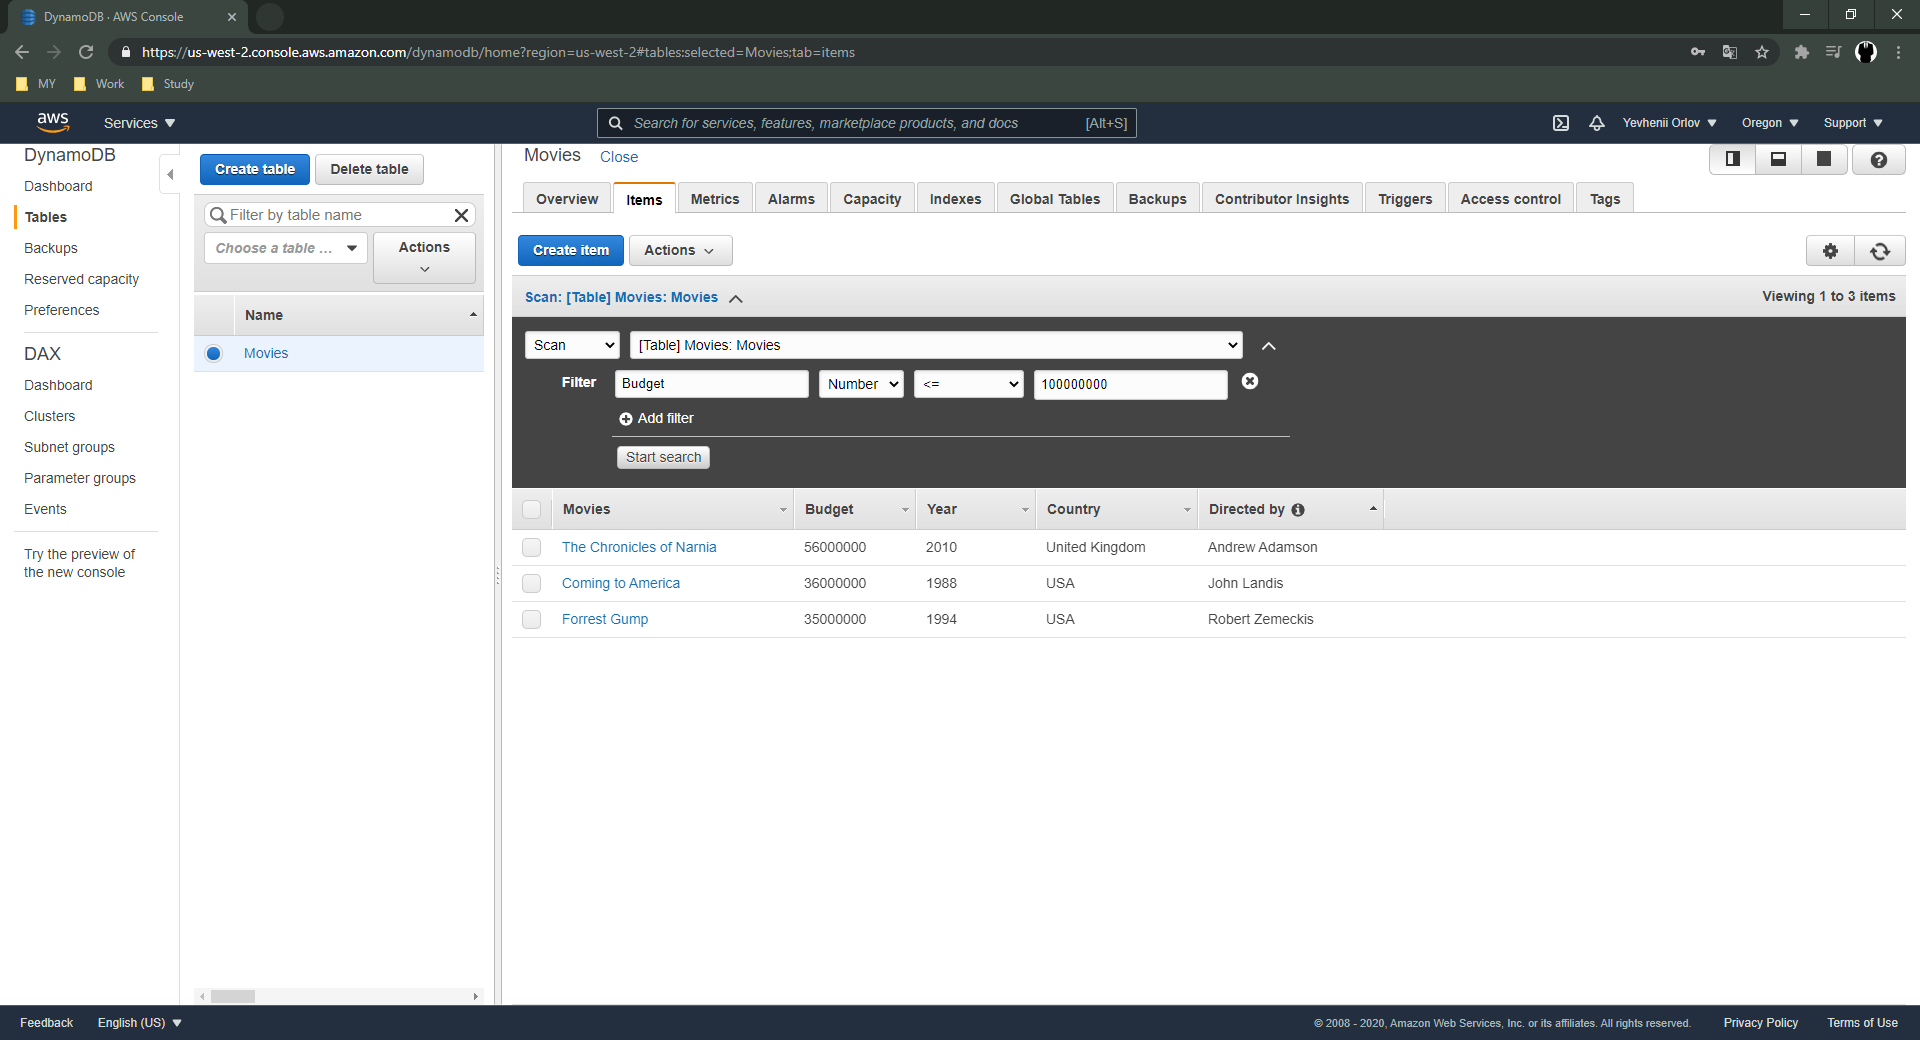 DynamoDB · AWS Console
https://us-west-2.console.aws.amazon.com/dynamodb/home?region=us-west-2#tables:selected=Movies;tab=items
MY Work Study
aws Services Search for services, features, marketplace products, and docs [Alt+S] Yevhenii Orlov Oregon Support
DynamoDB
Dashboard
Tables
Backups
Reserved capacity
Preferences
DAX
Dashboard
Clusters
Subnet groups
Parameter groups
Events
Try the preview of
the new console
Create table Delete table
Filter by table name
Choose a table ... Actions
Name
Movies
Movies Close
Overview Items Metrics Alarms Capacity Indexes Global Tables Backups Contributor Insights Triggers Access control Tags
Create item Actions
Scan: [Table] Movies: Movies Viewing 1 to 3 items
Scan [Table] Movies: Movies
Filter Budget Number <= 100000000
Add filter
Start search
Movies Budget Year Country Directed by
The Chronicles of Narnia 56000000 2010 United Kingdom Andrew Adamson
Coming to America 36000000 1988 USA John Landis
Forrest Gump 35000000 1994 USA Robert Zemeckis
Feedback English (US) © 2008 - 2020, Amazon Web Services, Inc. or its affiliates. All rights reserved. Privacy Policy Terms of Use